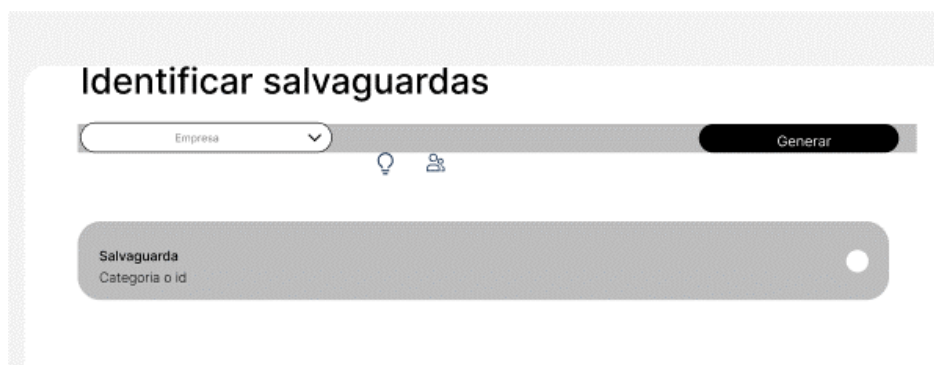 Identificar salvaguardas
Empresa
Generar
Salvaguarda
Categoria o id